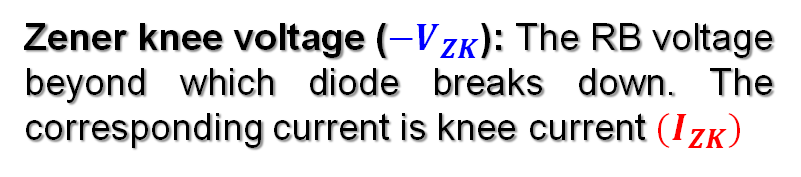 Zener knee voltage (−V_ZK): The RB voltage
beyond which diode breaks down. The
corresponding current is knee current (I_ZK)